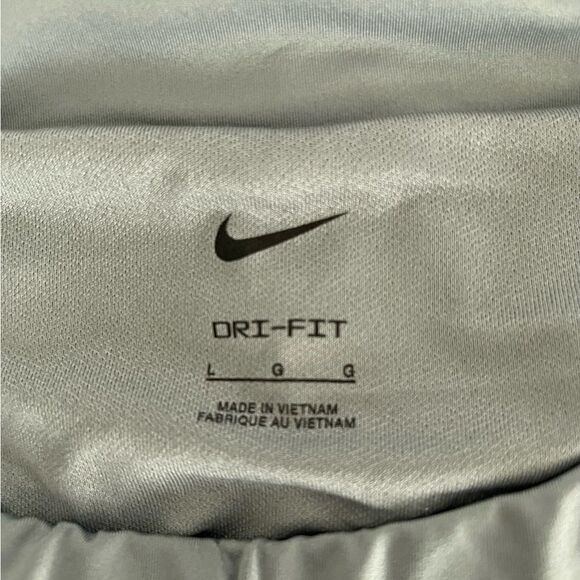 DRI-FIT
L G G
MADE IN VIETNAM
FABRIQUE AU VIETNAM